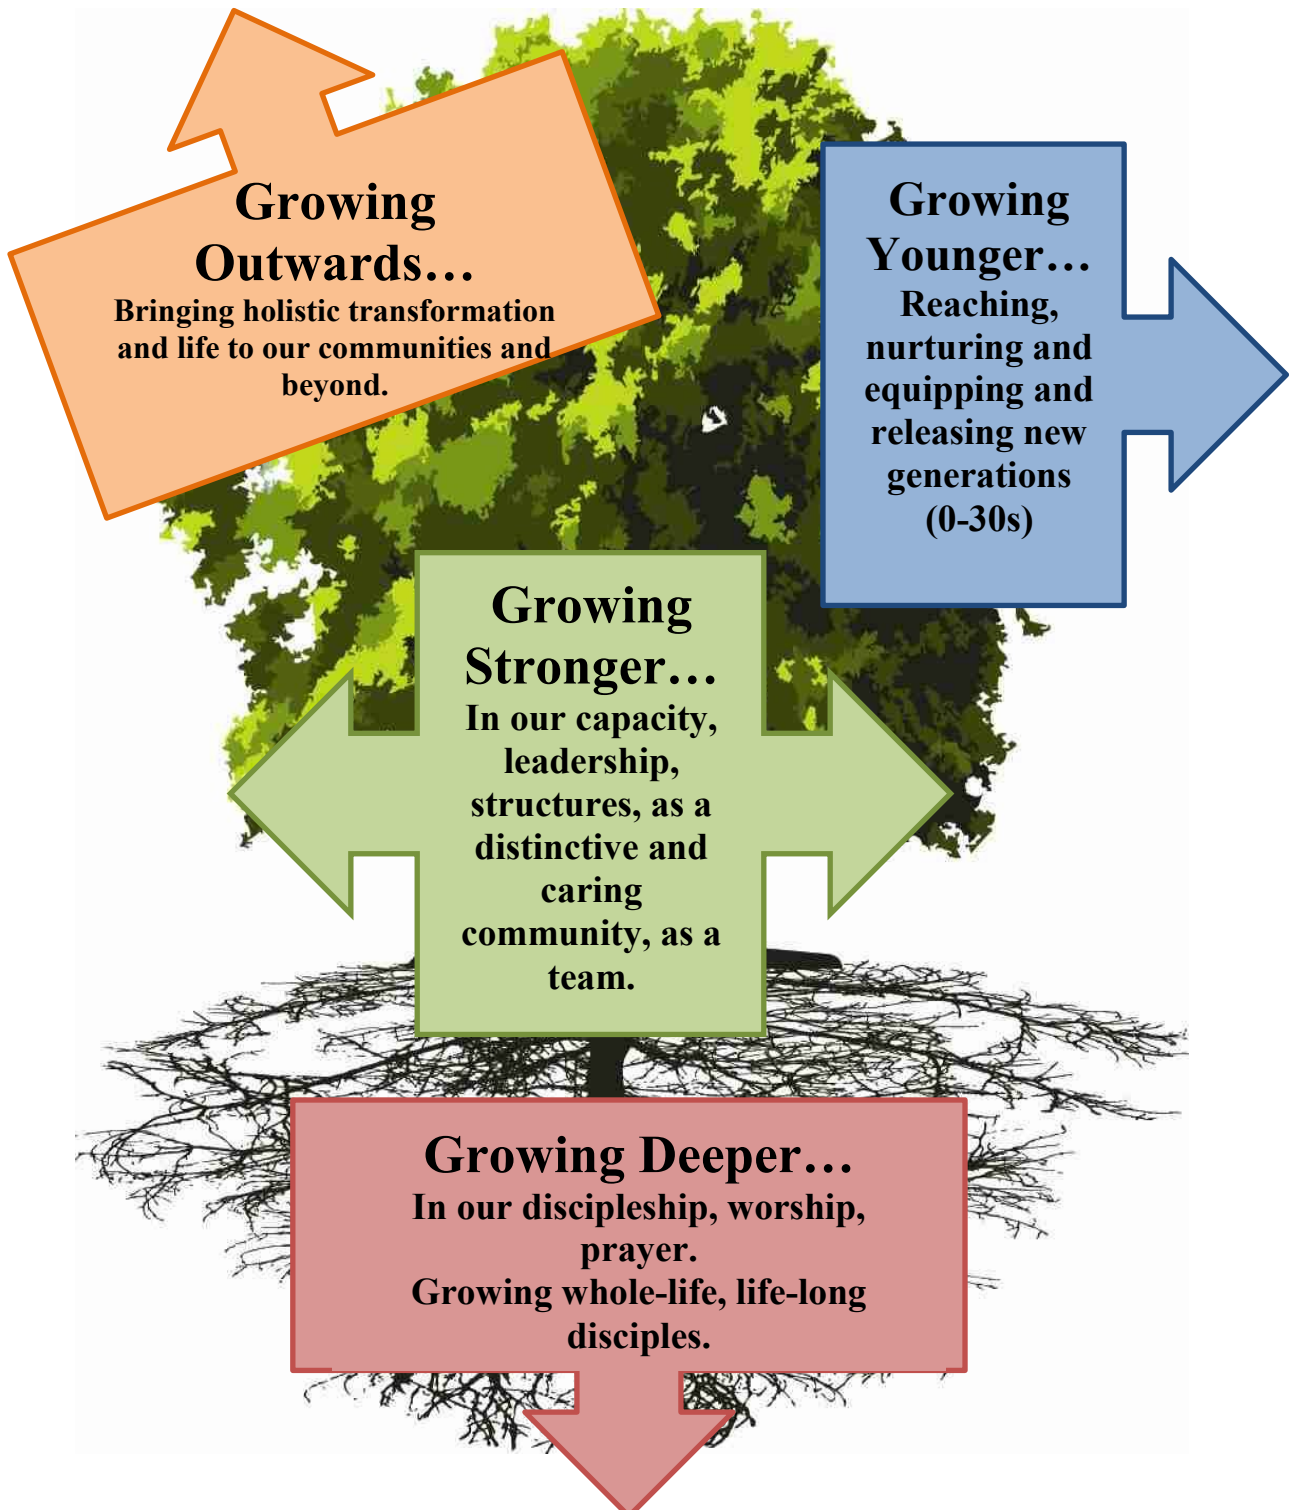 Growing
Outwards…
Bringing holistic transformation
and life to our communities and
beyond.
Growing
Younger…
Reaching,
nurturing and
equipping and
releasing new
generations
(0-30s)
Growing
Stronger…
In our capacity,
leadership,
structures, as a
distinctive and
caring
community, as a
team.
Growing Deeper…
In our discipleship, worship,
prayer.
Growing whole-life, life-long
disciples.